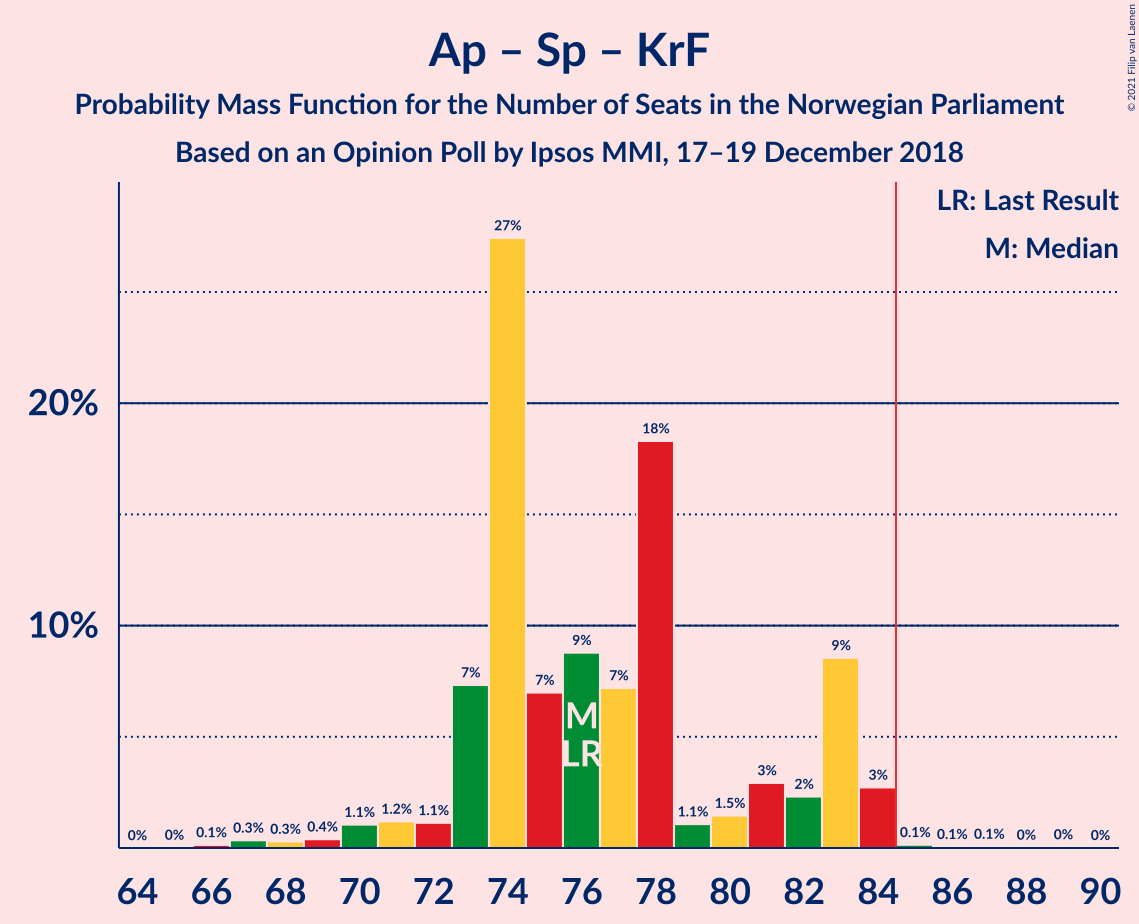 Ap – Sp – KrF
Probability Mass Function for the Number of Seats in the Norwegian Parliament
Based on an Opinion Poll by Ipsos MMI, 17–19 December 2018
© 2021 Filip van Laenen
LR: Last Result
M: Median
20%
10%
0% 0% 0.1% 0.3% 0.3% 0.4% 1.1% 1.2% 1.1% 7% 27% 7% 9% 7% 18% 1.1% 1.5% 3% 2% 9% 3% 0.1% 0.1% 0.1% 0% 0% 0%
M
LR
64 66 68 70 72 74 76 78 80 82 84 86 88 90